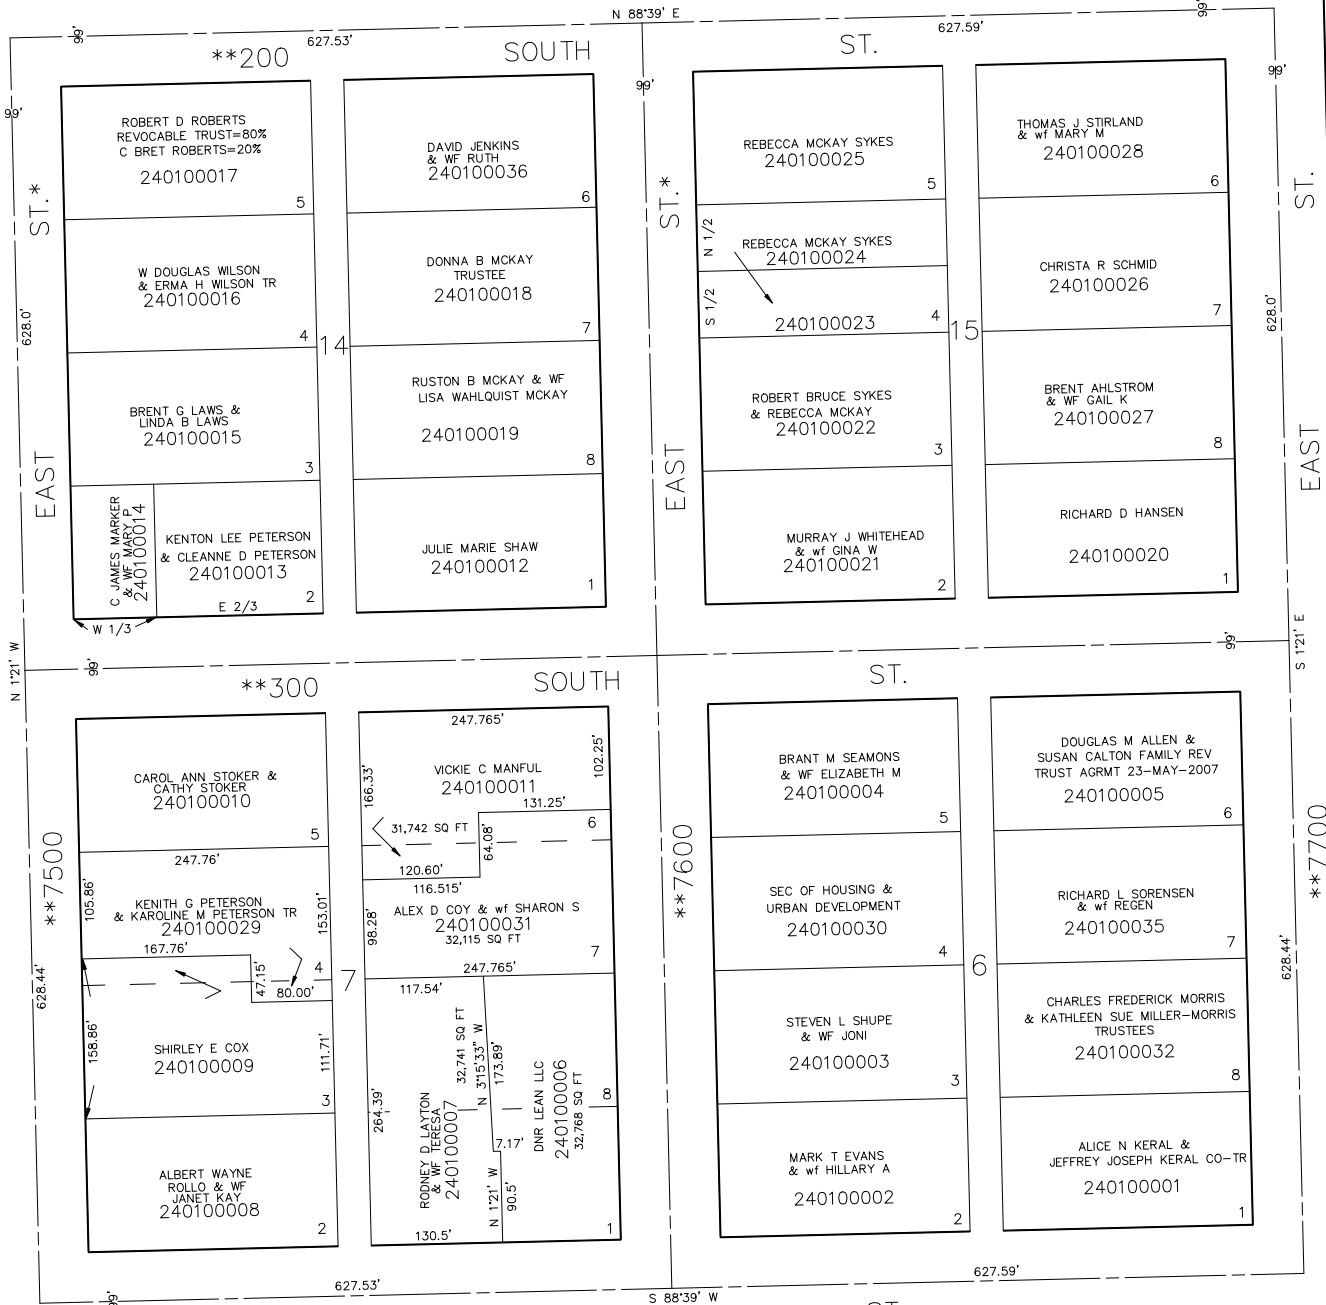 N 88°39' E
99'
627.53'
627.59'
99'
**200
SOUTH
ST.
99'
99'
99'
ROBERT D ROBERTS
REVOCABLE TRUST=80%
C BRET ROBERTS=20%
240100017
5
DAVID JENKINS
& WF RUTH
240100036
6
REBECCA MCKAY SYKES
240100025
5
THOMAS J STIRLAND
& wf MARY M
240100028
6
ST.*
ST.*
ST.
W DOUGLAS WILSON
& ERMA H WILSON TR
240100016
4
DONNA B MCKAY
TRUSTEE
240100018
7
N 1/2
REBECCA MCKAY SYKES
240100024
S 1/2
240100023
4
CHRISTA R SCHMID
240100026
7
628.0'
14
15
628.0'
BRENT G LAWS &
LINDA B LAWS
240100015
3
RUSTON B MCKAY & WF
LISA WAHLQUIST MCKAY
240100019
8
ROBERT BRUCE SYKES
& REBECCA MCKAY
240100022
3
BRENT AHLSTROM
& WF GAIL K
240100027
8
EAST
EAST
EAST
C JAMES MARKER
& WF MARY P
240100014
KENTON LEE PETERSON
& CLEANNE D PETERSON
240100013
2
E 2/3
W 1/3
JULIE MARIE SHAW
240100012
1
MURRAY J WHITEHEAD
& wf GINA W
240100021
2
RICHARD D HANSEN
240100020
1
N 1°21' W
99'
99'
S 1°21' E
**300
SOUTH
ST.
CAROL ANN STOKER &
CATHY STOKER
240100010
5
247.765'
166.33'
VICKIE C MANFUL
240100011
102.25'
131.25'
31,742 SQ FT
64.08'
6
120.60'
BRANT M SEAMONS
& WF ELIZABETH M
240100004
5
DOUGLAS M ALLEN &
SUSAN CALTON FAMILY REV
TRUST AGRMT 23-MAY-2007
240100005
6
**7500
**7600
**7700
247.76'
105.86'
KENITH G PETERSON
& KAROLINE M PETERSON TR
240100029
153.01'
167.76'
47.15'
80.00'
4
116.515'
98.28'
ALEX D COY & wf SHARON S
240100031
32,115 SQ FT
247.765'
7
SEC OF HOUSING &
URBAN DEVELOPMENT
240100030
4
RICHARD L SORENSEN
& wf REGEN
240100035
7
628.44'
7
6
628.44'
158.86'
SHIRLEY E COX
240100009
111.71'
3
117.54'
264.39'
RODNEY D LAYTON
& WF TERESA
240100007
32,741 SQ FT
N 3°15'33" W
173.89'
7.17'
N 1°21' W
90.5'
130.5'
DNR LEAN LLC
240100006
32,768 SQ FT
8
1
STEVEN L SHUPE
& WF JONI
240100003
3
CHARLES FREDERICK MORRIS
& KATHLEEN SUE MILLER-MORRIS
TRUSTEES
240100032
8
ALBERT WAYNE
ROLLO & WF
JANET KAY
240100008
2
MARK T EVANS
& wf HILLARY A
240100002
2
ALICE N KERAL &
JEFFREY JOSEPH KERAL CO-TR
240100001
1
99'
627.53'
S 88°39' W
627.59'